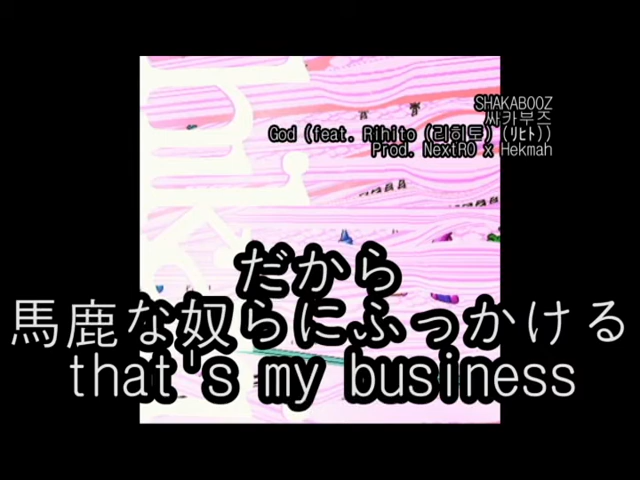 SHAKABOOZ
싸카부즈
God (feat. Rihito (리히토) (ﾘﾋﾄ))
Prod. NextRO x Hekmah
だから
馬鹿な奴らにふっかける
that's my business